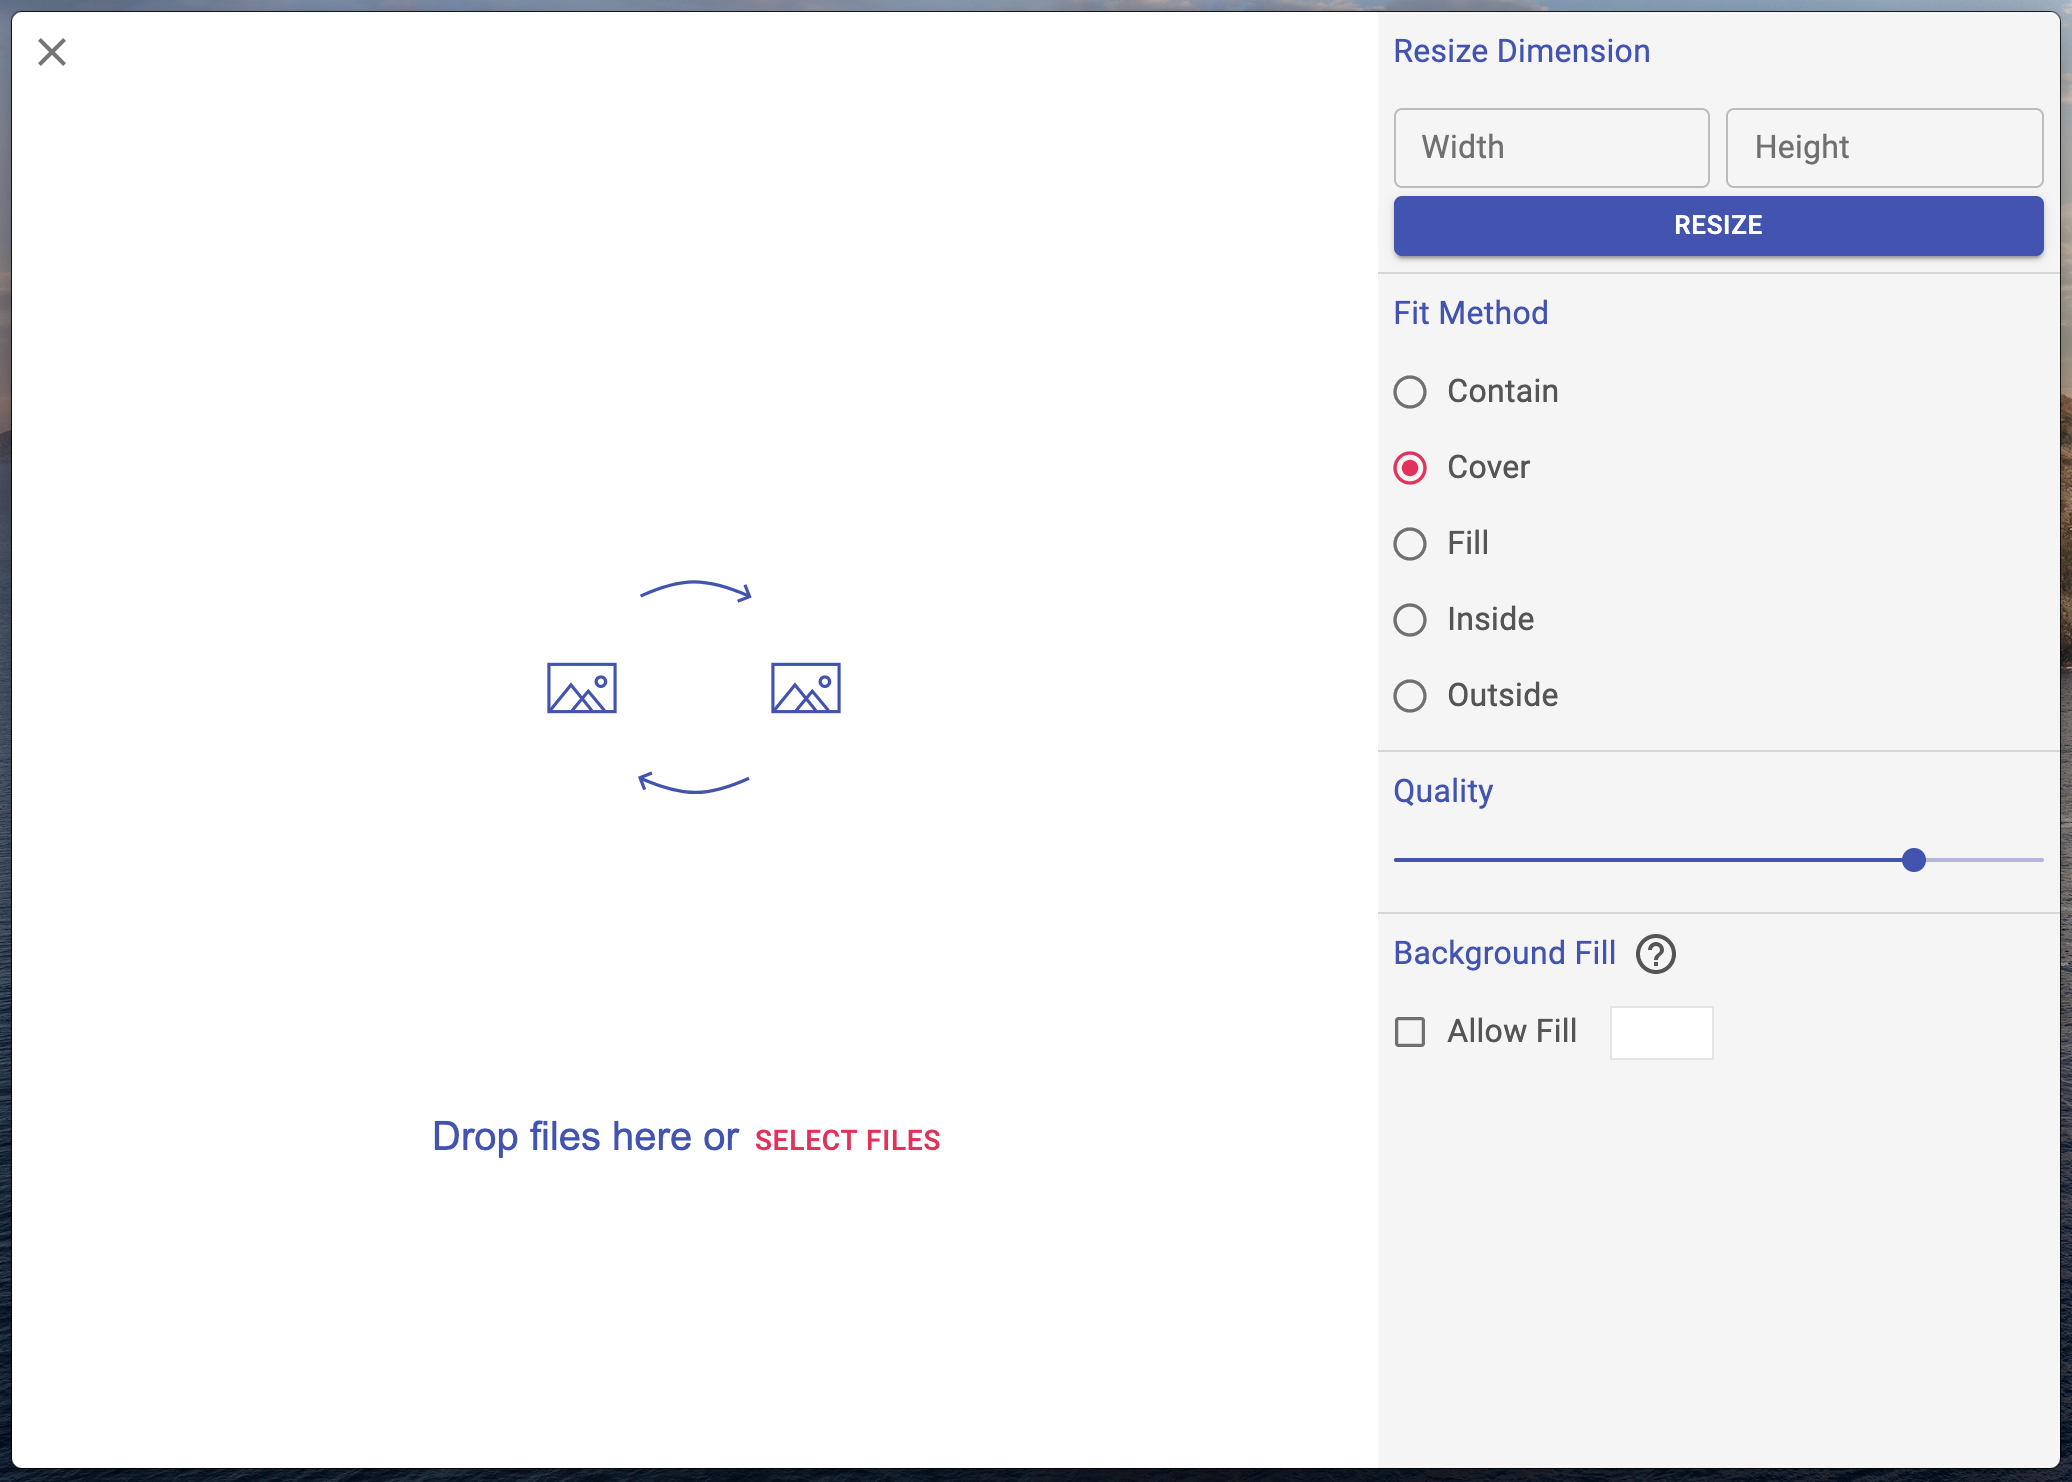 Resize Dimension
Width Height
RESIZE
Fit Method
Contain
Cover
Fill
Inside
Outside
Quality
Background Fill ?
Allow Fill
Drop files here or SELECT FILES